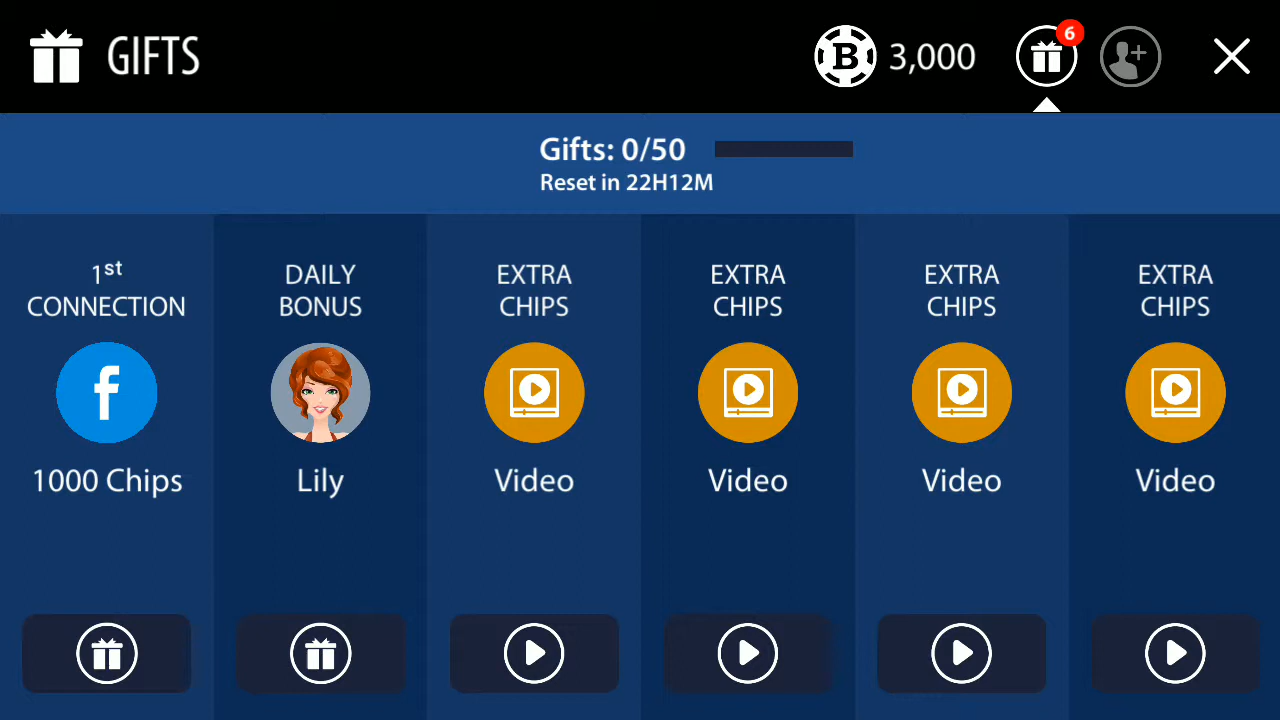 GIFTS
B 3,000
6
Gifts: 0/50
Reset in 22H12M
1st
CONNECTION
f
1000 Chips
DAILY
BONUS
Lily
EXTRA
CHIPS
Video
EXTRA
CHIPS
Video
EXTRA
CHIPS
Video
EXTRA
CHIPS
Video